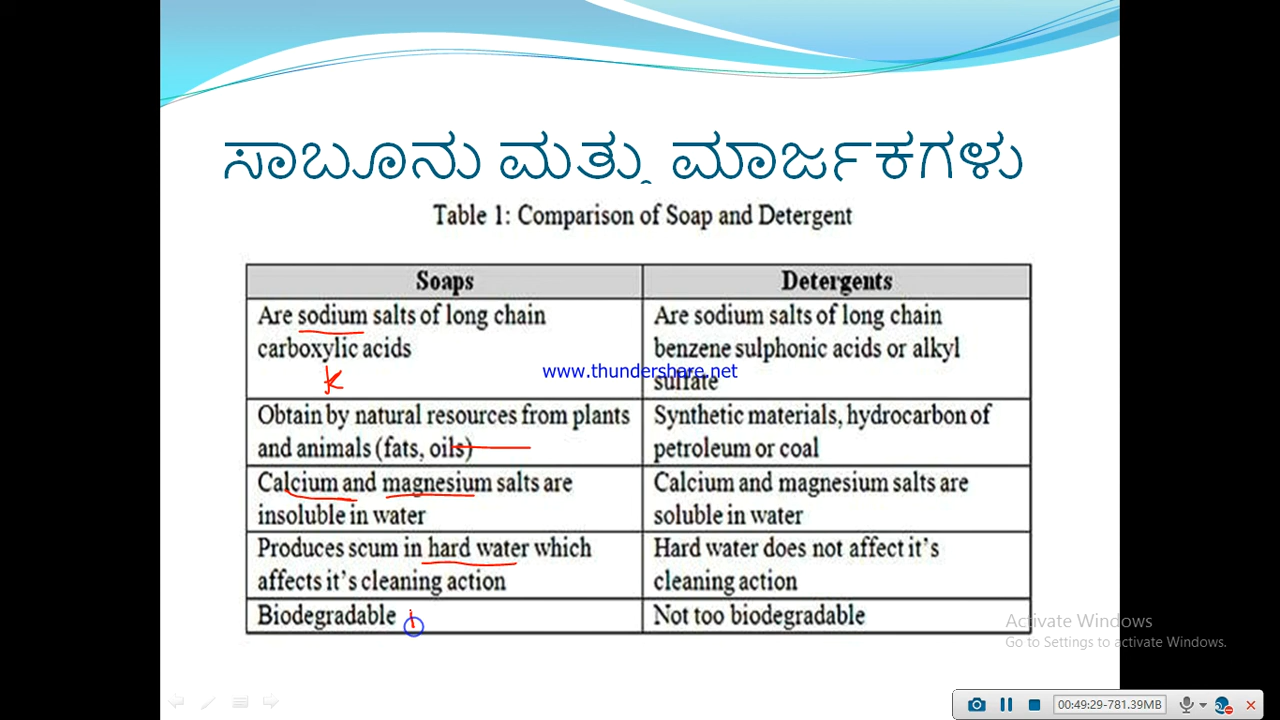 ಸಾಬೂನು ಮತ್ತು ಮಾರ್ಜಕಗಳು
Table 1: Comparison of Soap and Detergent
Soaps
Detergents
Are sodium salts of long chain
carboxylic acids
K
Are sodium salts of long chain
benzene sulphonic acids or alkyl
sulfate
www.thundershare.net
Obtain by natural resources from plants
and animals (fats, oils)
Synthetic materials, hydrocarbon of
petroleum or coal
Calcium and magnesium salts are
insoluble in water
Calcium and magnesium salts are
soluble in water
Produces scum in hard water which
affects it's cleaning action
Hard water does not affect it's
cleaning action
Biodegradable
Not too biodegradable
Activate Windows
Go to Settings to activate Windows.
00:49:29-781.39MB